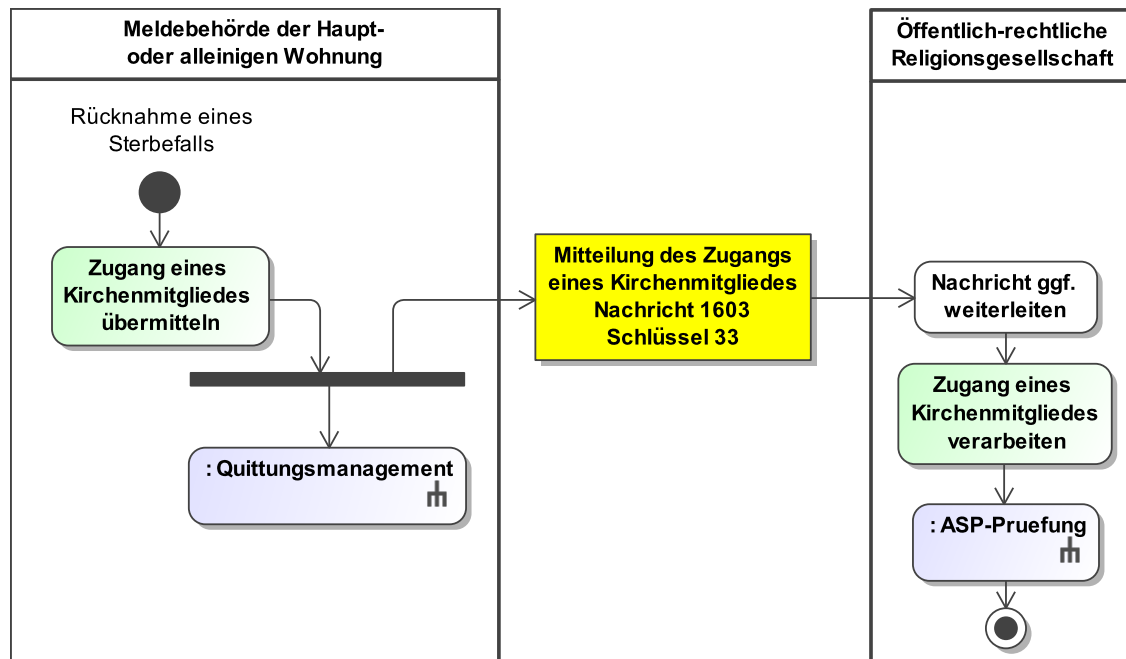 Meldebehörde der Haupt-
oder alleinigen Wohnung
Öffentlich-rechtliche
Religionsgesellschaft
Rücknahme eines
Sterbefalls
Zugang eines
Kirchenmitgliedes
übermitteln
: Quittungsmanagement
Mitteilung des Zugangs
eines Kirchenmitgliedes
Nachricht 1603
Schlüssel 33
Nachricht ggf.
weiterleiten
Zugang eines
Kirchenmitgliedes
verarbeiten
: ASP-Pruefung